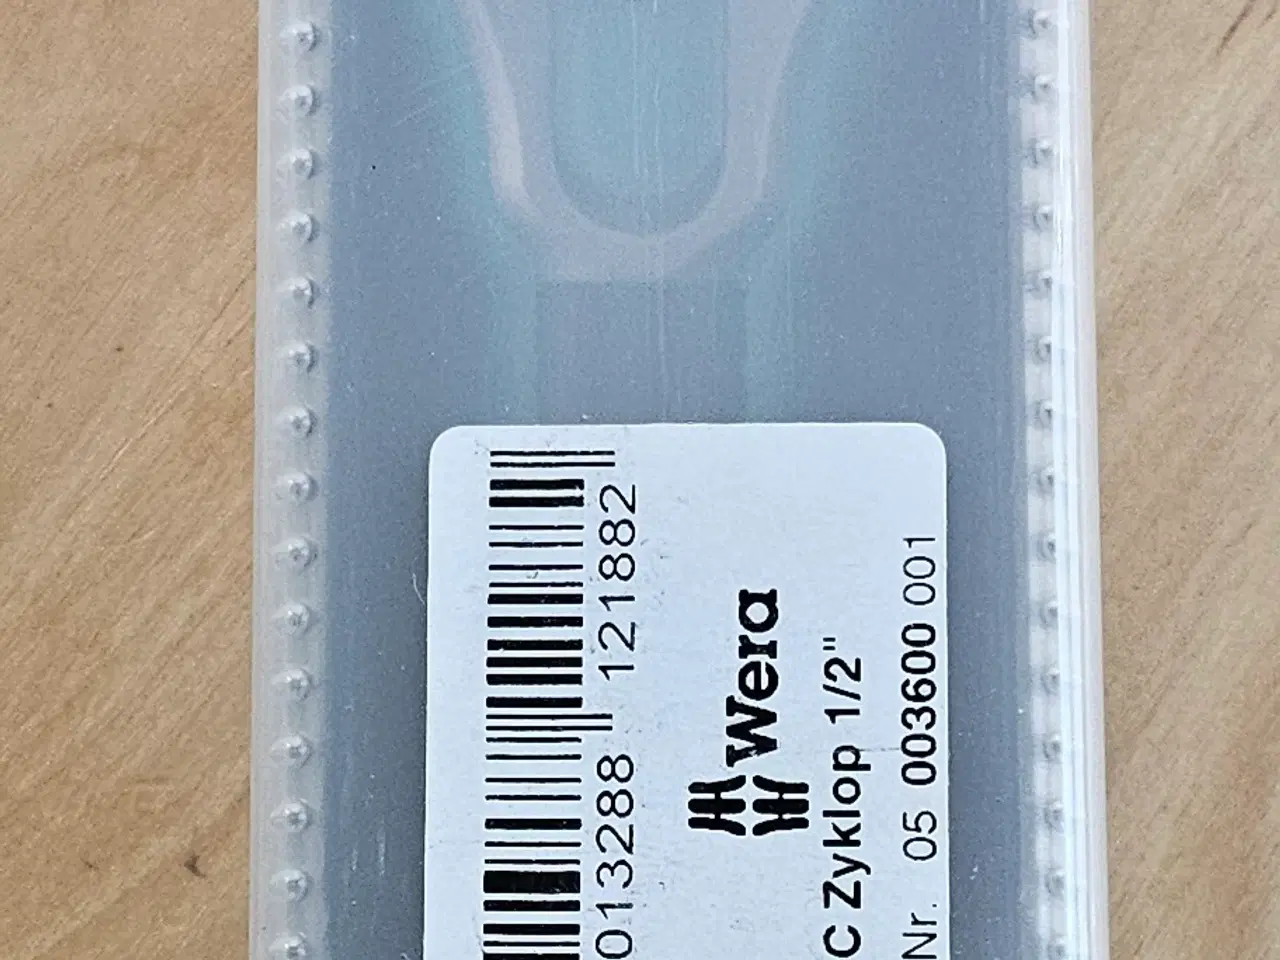 013288 121882
Wera
C Zyklop 1/2"
Nr. 05 003600 001